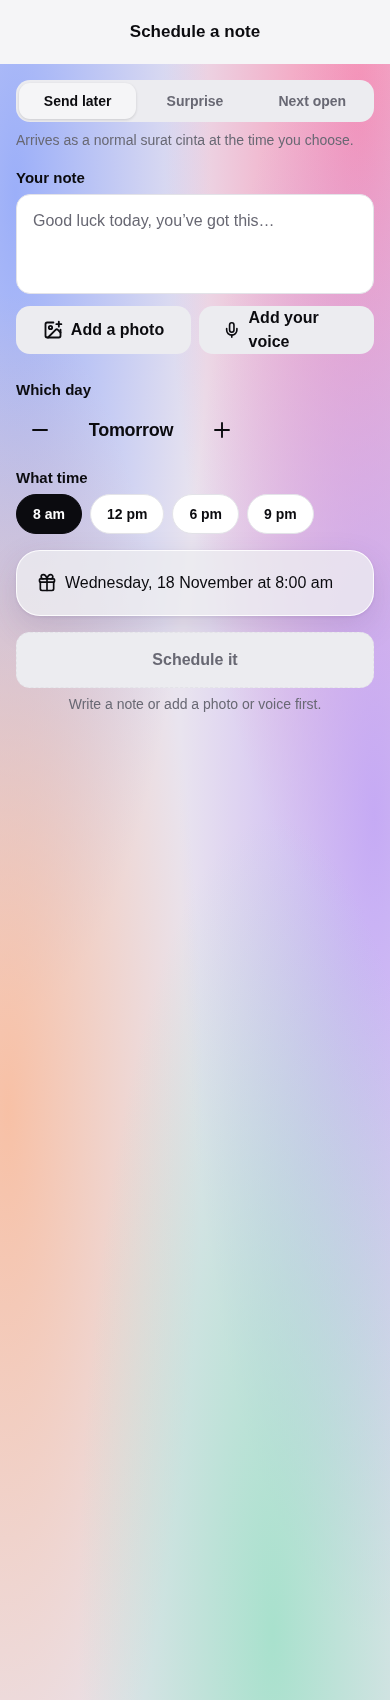 Schedule a note
Send later
Surprise
Next open
Arrives as a normal surat cinta at the time you choose.
Your note
Good luck today, you’ve got this…
Add a photo
Add your
voice
Which day
Tomorrow
What time
8 am
12 pm
6 pm
9 pm
Wednesday, 18 November at 8:00 am
Schedule it
Write a note or add a photo or voice first.